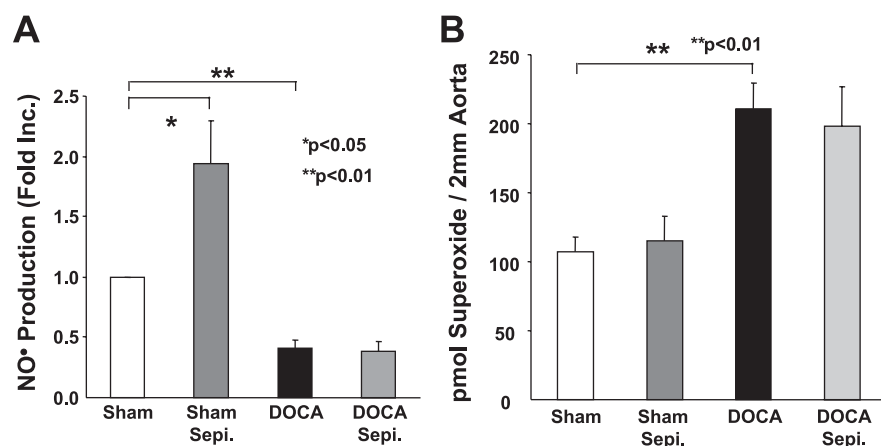 A
NO• Production (Fold Inc.)
2.5
2.0
1.5
1.0
0.5
0.0
**
*
*p<0.05
**p<0.01
Sham
Sham
Sepi.
DOCA
DOCA
Sepi.
B
pmol Superoxide / 2mm Aorta
250
200
150
100
50
0
**
**p<0.01
Sham
Sham
Sepi.
DOCA
DOCA
Sepi.